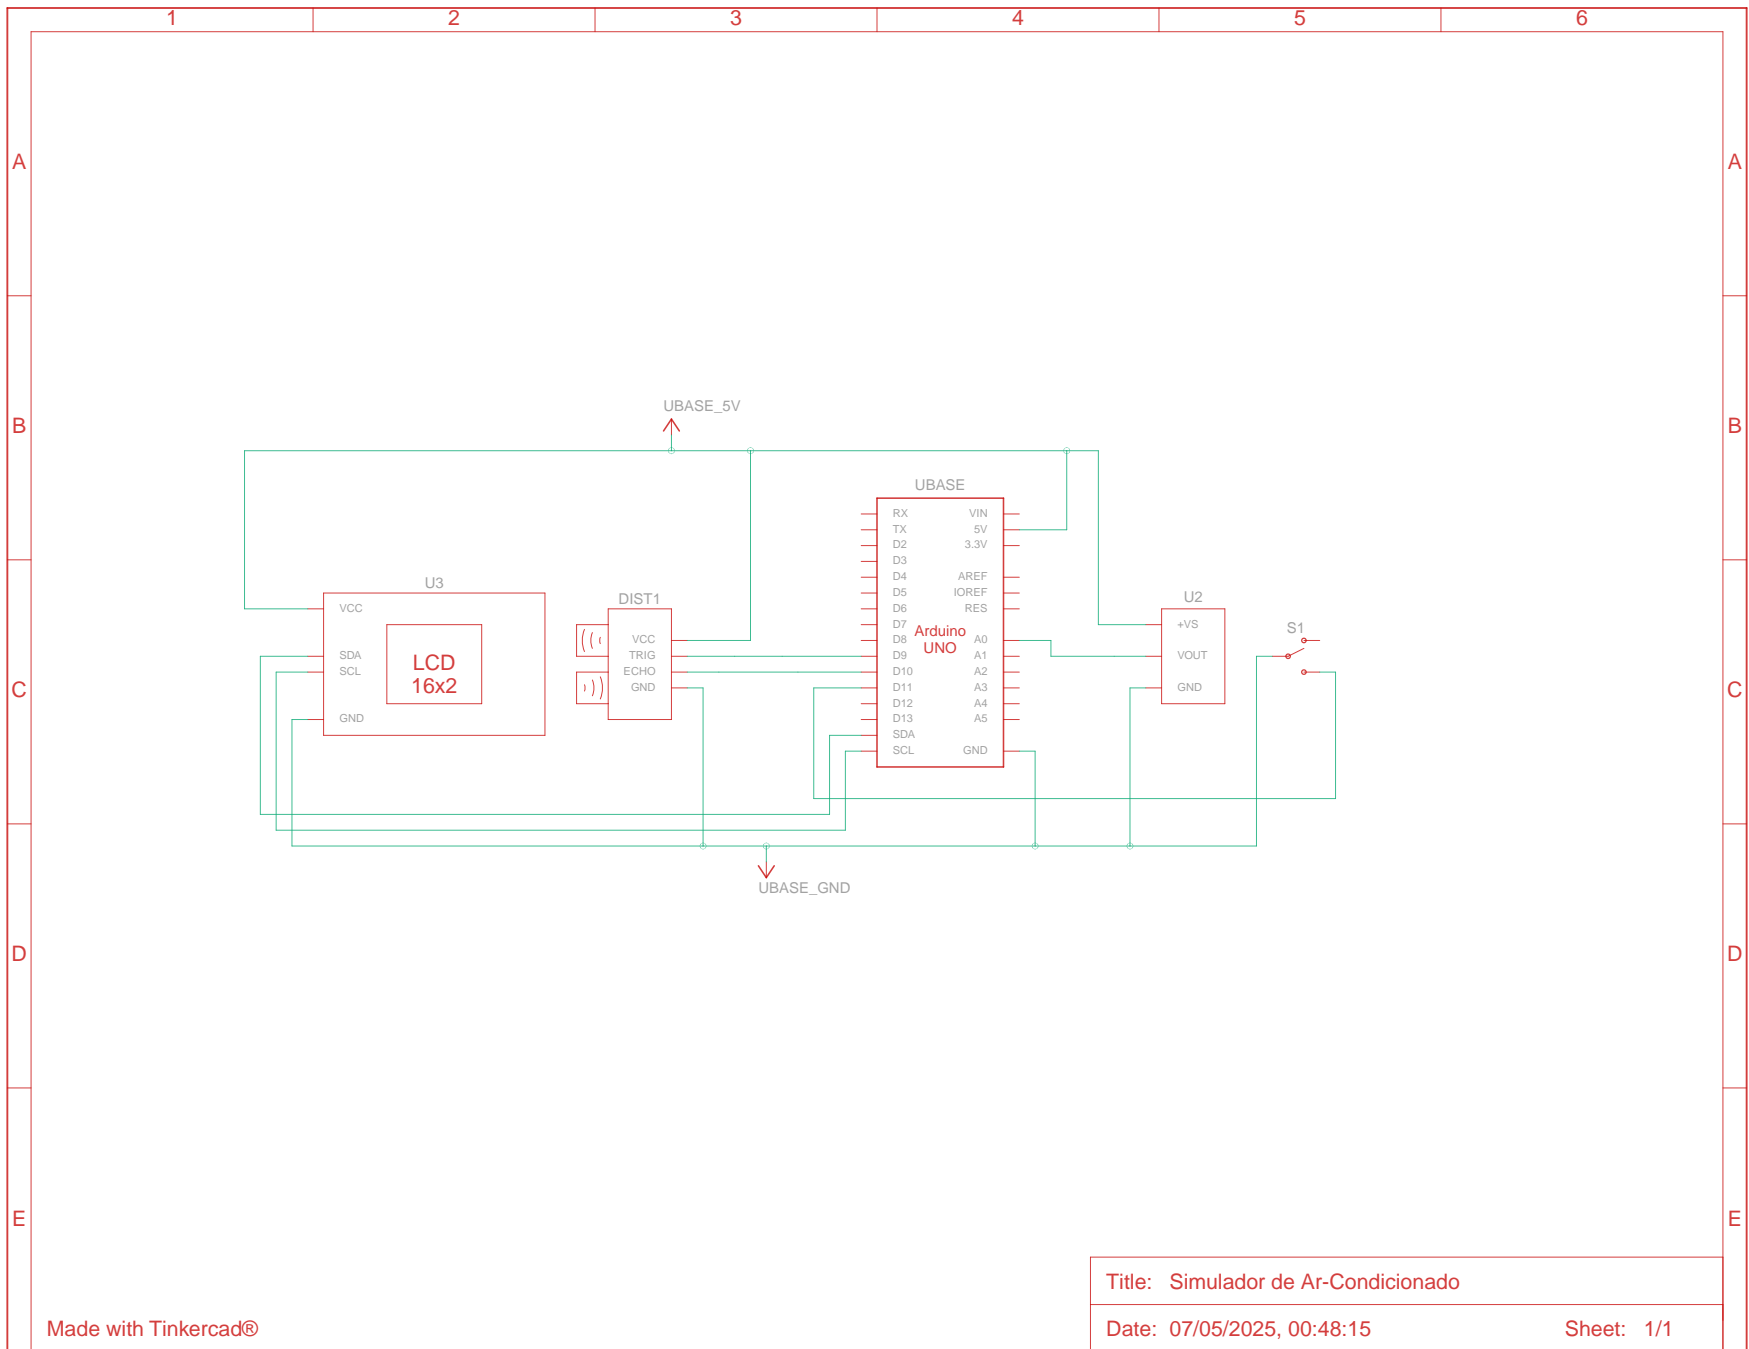 1 2 3 4 5 6
A A
B B
UBASE_5V
UBASE
RX VIN
TX 5V
D2 3.3V
D3
D4 AREF
D5 IOREF
D6 RES
D7
D8 A0
D9 A1
D10 A2
D11 A3
D12 A4
D13 A5
SDA
SCL GND
Arduino
UNO
U3
VCC
SDA
SCL
GND
LCD
16x2
DIST1
VCC
TRIG
ECHO
GND
U2
+VS
VOUT
GND
S1
C C
UBASE_GND
D D
E E
Title: Simulador de Ar-Condicionado
Made with Tinkercad®
Date: 07/05/2025, 00:48:15 Sheet: 1/1